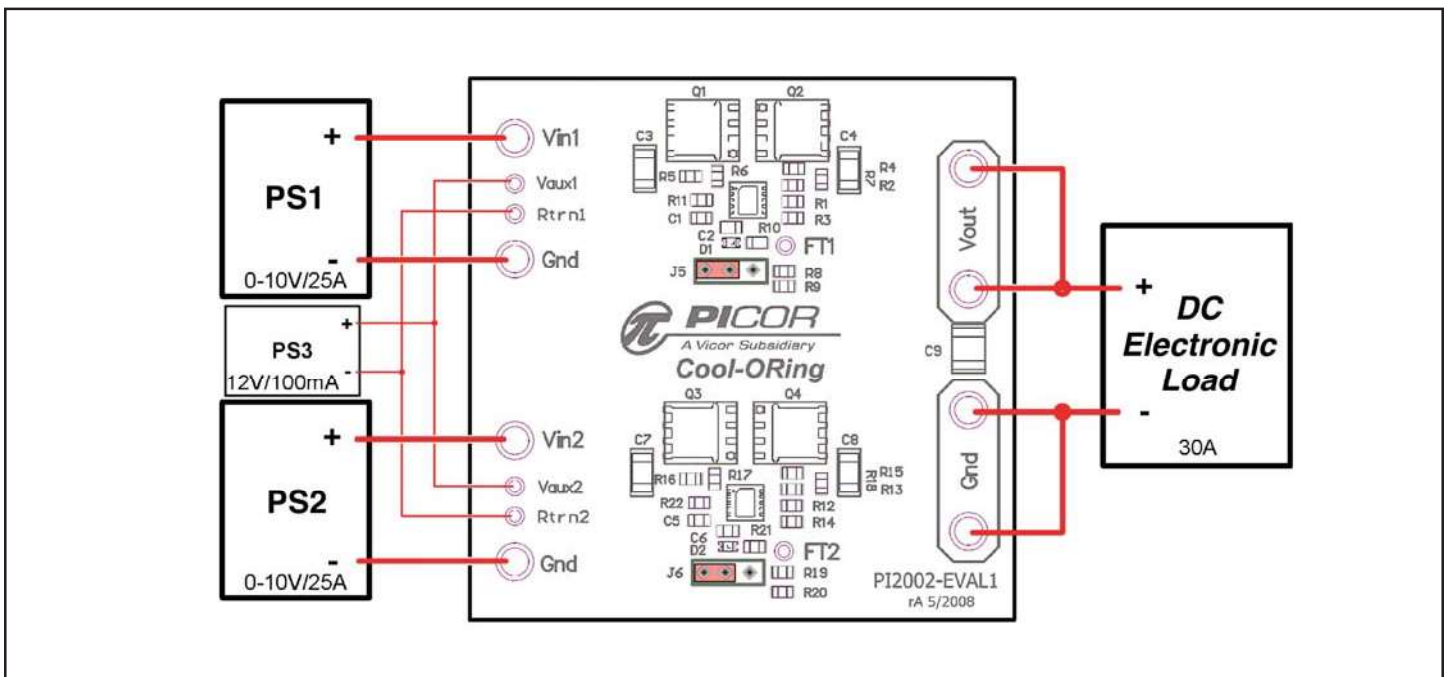 PS1
+
-
0-10V/25A
PS3
+
-
12V/100mA
PS2
+
-
0-10V/25A
Vin1
Vaux1
Rtrn1
Gnd
Vin2
Vaux2
Rtrn2
Gnd
Q1
Q2
C3
C4
R5
R6
R4
R7
R2
R11
R1
C1
R3
C2
R10
D1
FT1
J5
R8
R9
PICOR
A Vicor Subsidiary
Cool-ORing
Q3
Q4
C7
C8
R16
R17
R15
R18
R13
R22
R12
C5
R14
C6
R21
D2
FT2
J6
R19
R20
Vout
C9
Gnd
PI2002-EVAL1
rA 5/2008
+
DC
Electronic
Load
-
30A